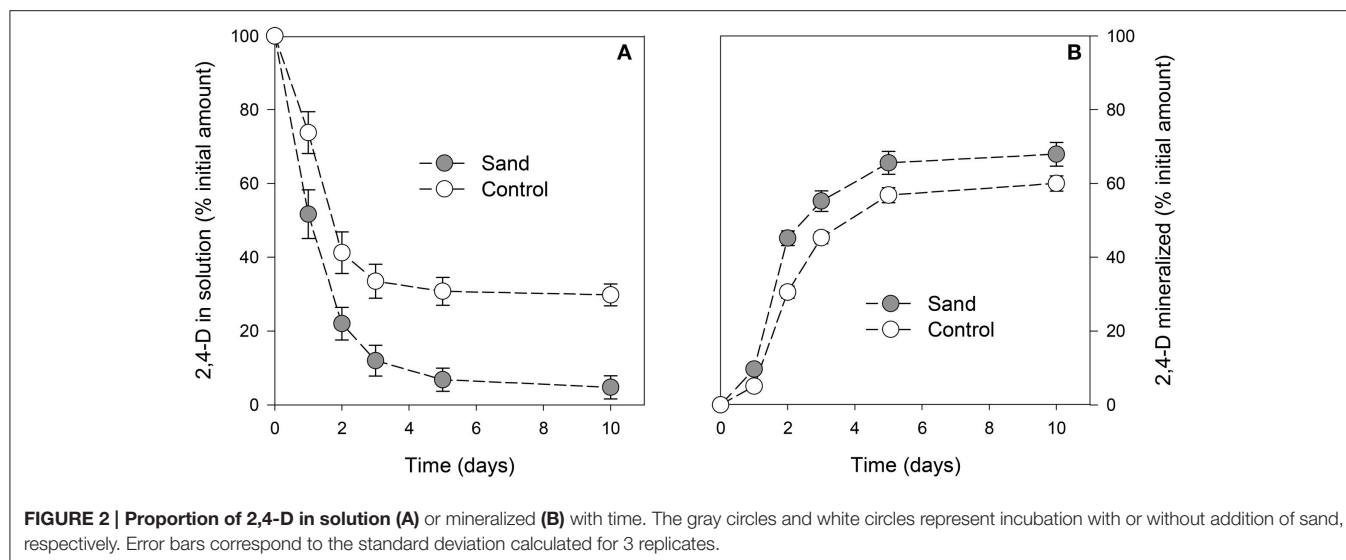 A
2,4-D in solution (% initial amount)
100
80
60
40
20
0
Sand
Control
0 2 4 6 8 10
Time (days)
B
100
80
60
40
20
0
2,4-D mineralized (% initial amount)
Sand
Control
0 2 4 6 8 10
Time (days)
FIGURE 2 | Proportion of 2,4-D in solution (A) or mineralized (B) with time. The gray circles and white circles represent incubation with or without addition of sand,
respectively. Error bars correspond to the standard deviation calculated for 3 replicates.